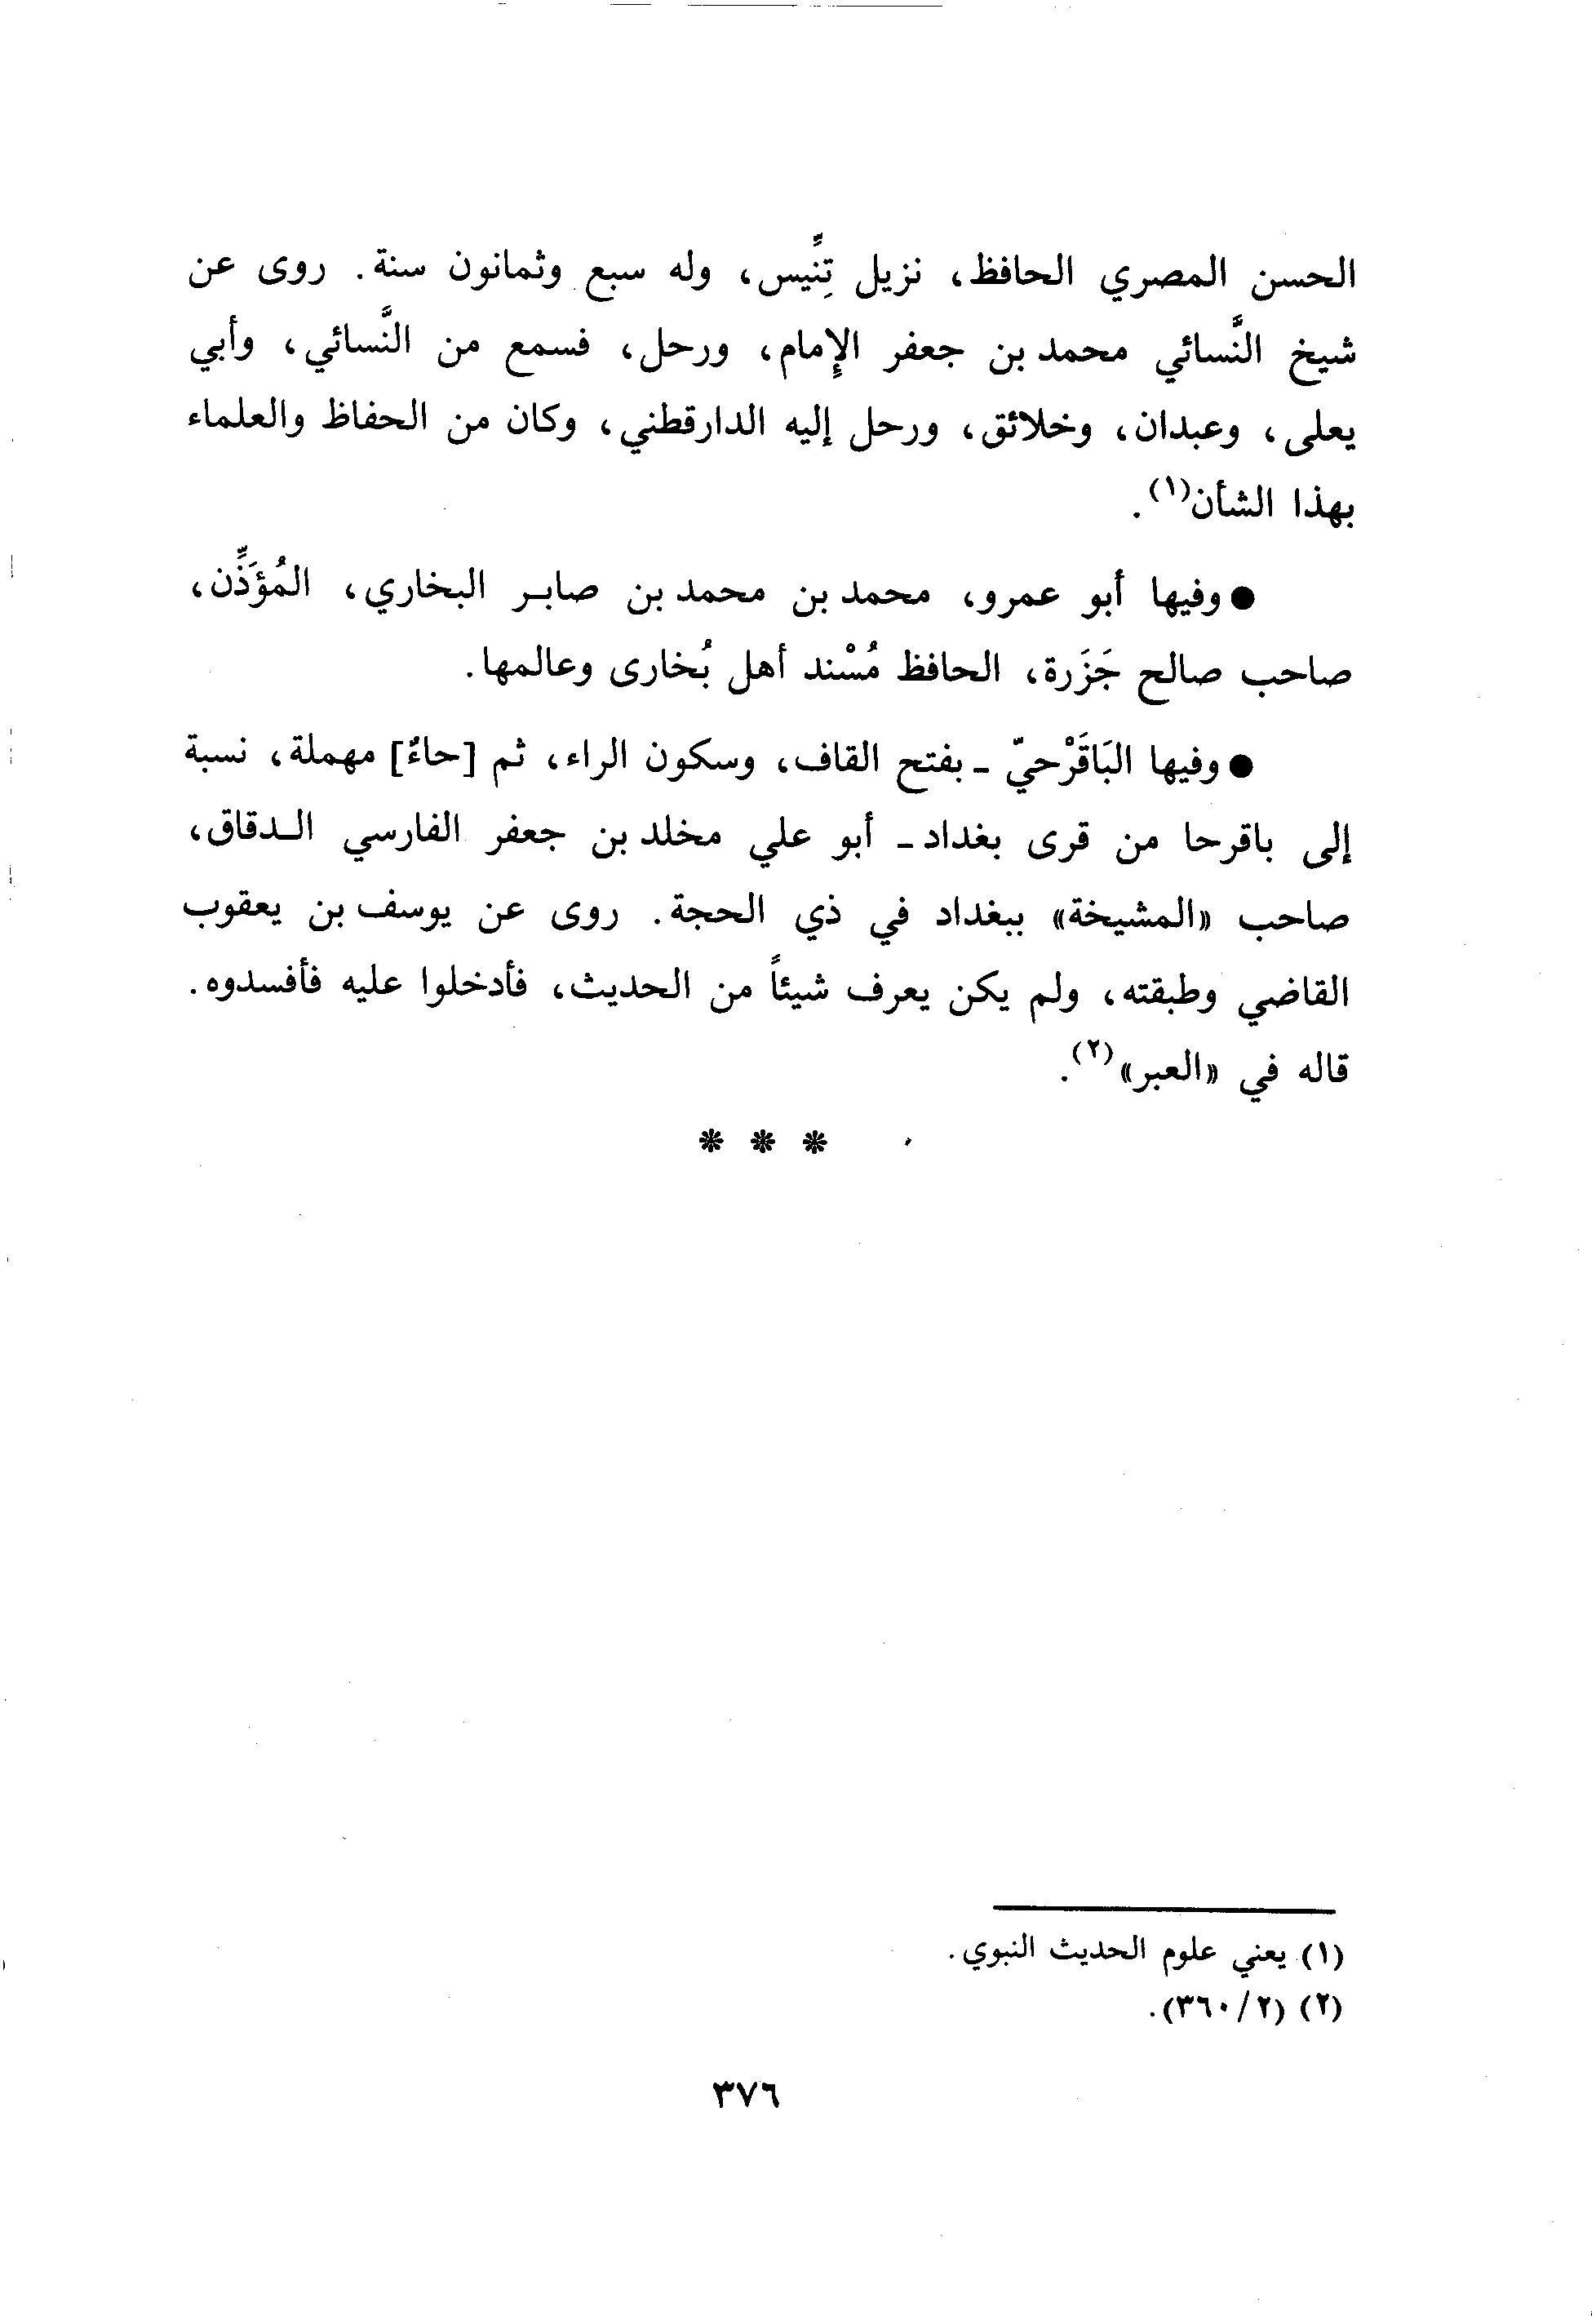 الحسن المصري الحافظ، نزيل تِنِّيس، وله سبع وثمانون سنة. روى عن
شيخ النَّسائي محمد بن جعفر الإِمام، ورحل، فسمع من النَّسائي، وأبي
يعلى، وعبدان، وخلائق، ورحل إليه الدارقطني، وكان من الحفاظ والعلماء
بهذا الشأن(١).
● وفيها أبو عمرو، محمد بن محمد بن صابر البخاري، المُؤَذِّن،
صاحب صالح جَزَرة، الحافظ مُسْند أهل بُخارى وعالمها.
● وفيها البَاقَرْحيّ - بفتح القاف، وسكون الراء، ثم [حاءٌ] مهملة، نسبة
إلى باقرحا من قرى بغداد - أبو علي مخلد بن جعفر الفارسي الدقاق،
صاحب «المشيخة» ببغداد في ذي الحجة. روى عن يوسف بن يعقوب
القاضي وطبقته، ولم يكن يعرف شيئاً من الحديث، فأدخلوا عليه فأفسدوه.
قاله في «العبر»(٢).
* * *
(١) يعني علوم الحديث النبوي.
(٢) (٢/٣٦٠).
٣٧٦